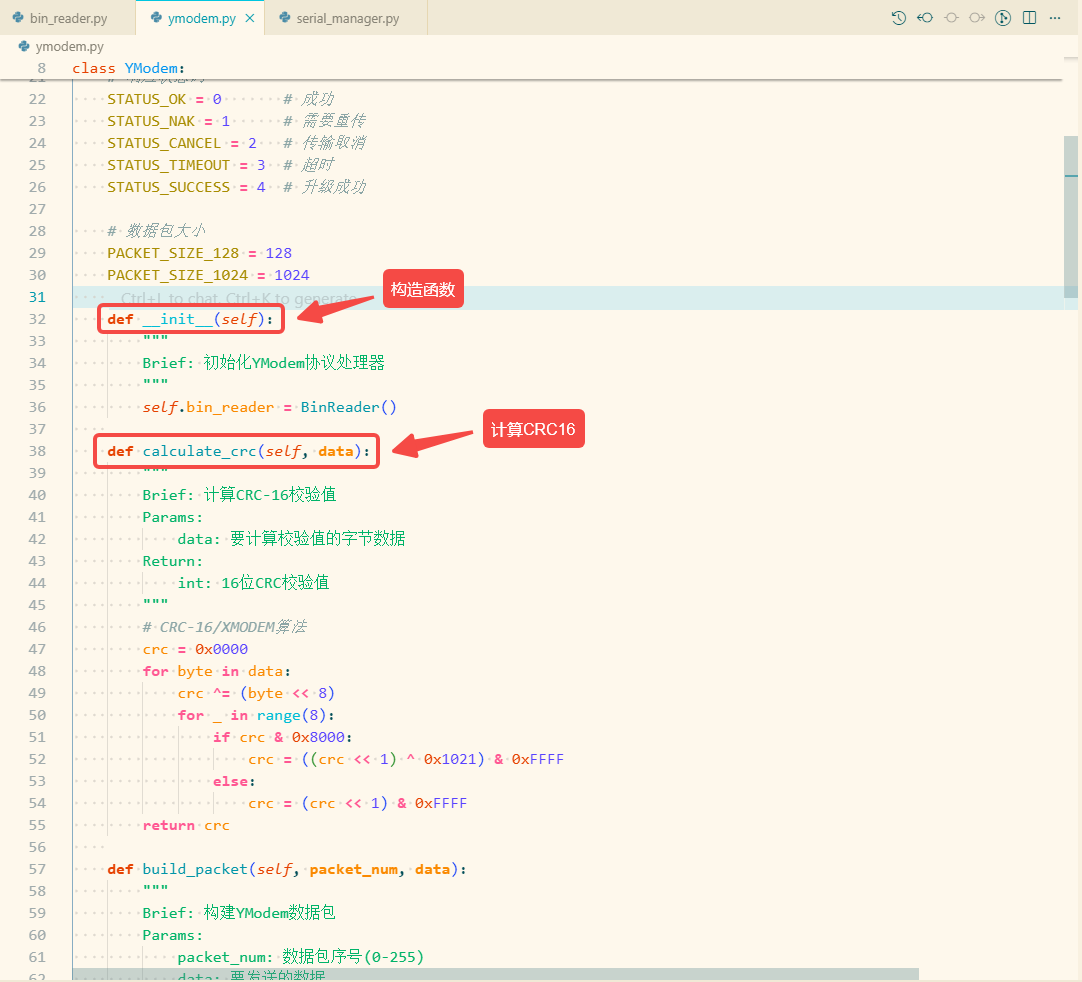 bin_reader.py
ymodem.py
serial_manager.py
ymodem.py
8 class YModem:
22 STATUS_OK = 0 # 成功
23 STATUS_NAK = 1 # 需要重传
24 STATUS_CANCEL = 2 # 传输取消
25 STATUS_TIMEOUT = 3 # 超时
26 STATUS_SUCCESS = 4 # 升级成功
27
28 # 数据包大小
29 PACKET_SIZE_128 = 128
30 PACKET_SIZE_1024 = 1024
31 Ctrl+L to chat, Ctrl+K to generate
构造函数
32 def __init__(self):
33 """
34 Brief: 初始化YModem协议处理器
35 """
36 self.bin_reader = BinReader()
37
计算CRC16
38 def calculate_crc(self, data):
39 """
40 Brief: 计算CRC-16校验值
41 Params:
42 data: 要计算校验值的字节数据
43 Return:
44 int: 16位CRC校验值
45 """
46 # CRC-16/XMODEM算法
47 crc = 0x0000
48 for byte in data:
49 crc ^= (byte << 8)
50 for _ in range(8):
51 if crc & 0x8000:
52 crc = ((crc << 1) ^ 0x1021) & 0xFFFF
53 else:
54 crc = (crc << 1) & 0xFFFF
55 return crc
56
57 def build_packet(self, packet_num, data):
58 """
59 Brief: 构建YModem数据包
60 Params:
61 packet_num: 数据包序号(0-255)
62 data: 要发送的数据